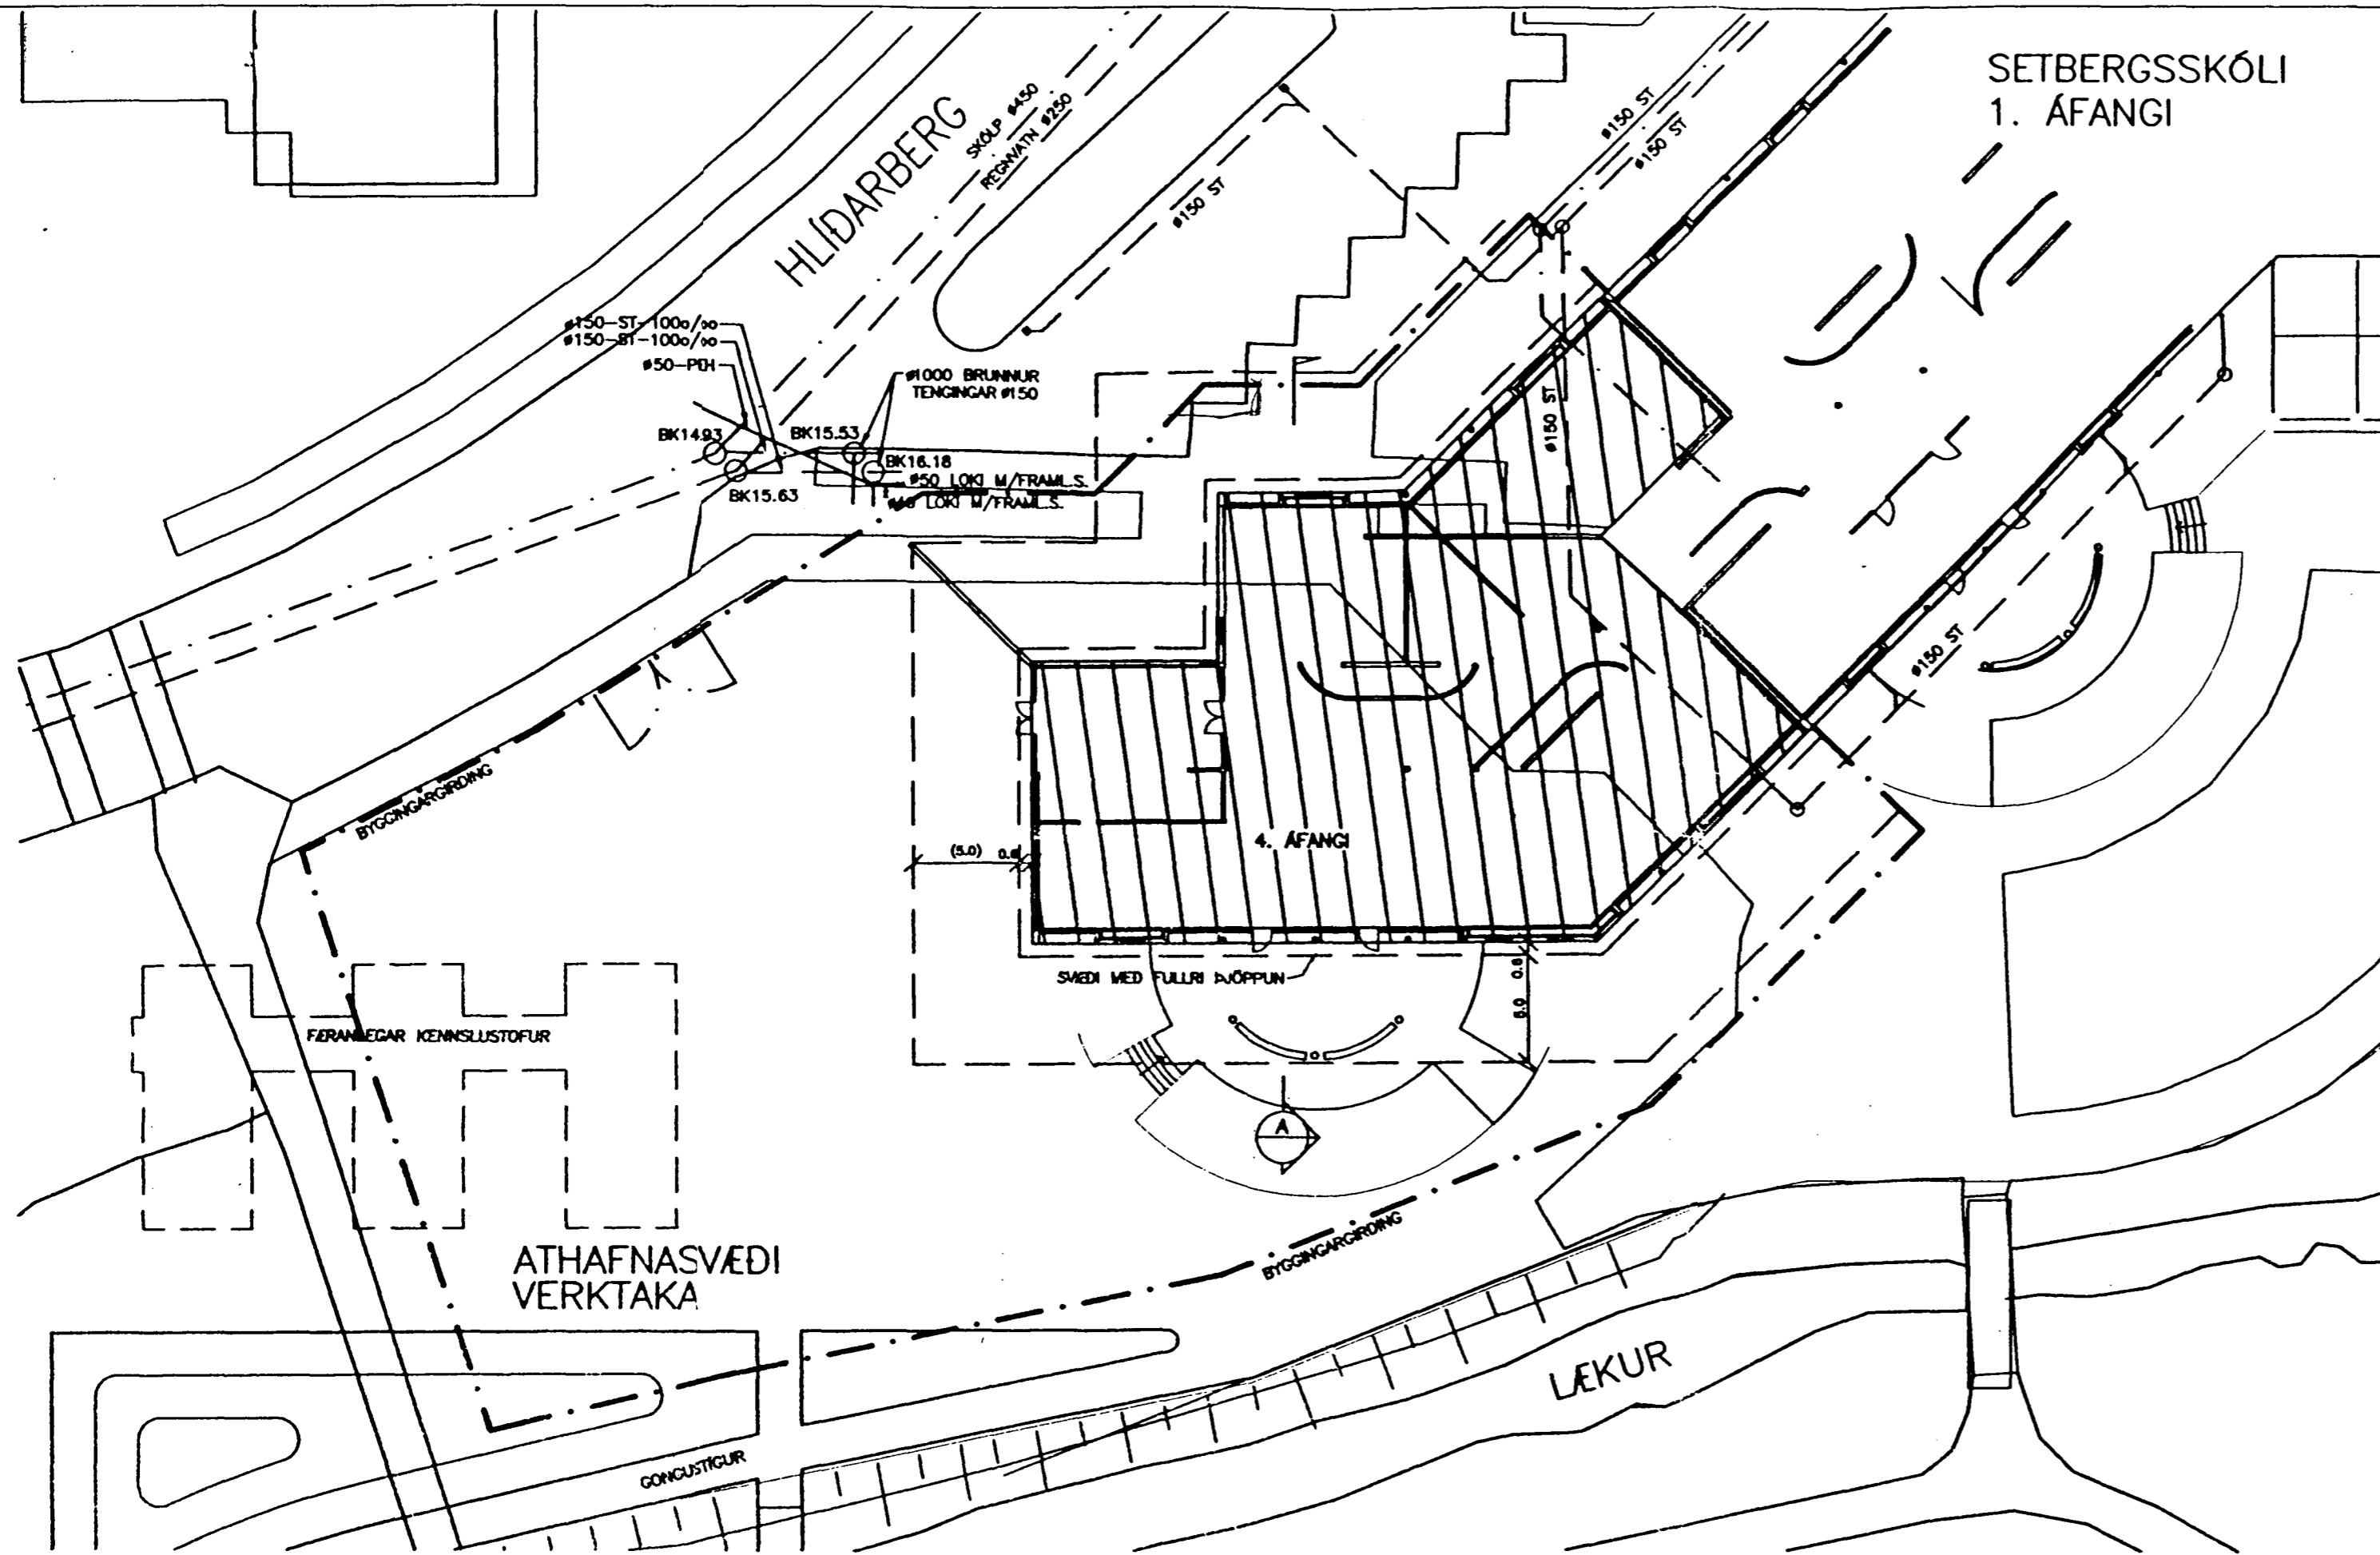 SETBERGSSKÓLI
1. ÁFANGI
HLÍÐARBERG
SKÓLP ø450
REGNVATN ø250
ø150 ST
ø150 ST
ø150 ST
ø150-ST-100o/oo
ø150-ST-100o/oo
ø50-PEH
ø1000 BRUNNUR
TENGINGAR ø150
BK14.93
BK15.53
BK16.18
BK15.63
ø50 LOKI M/FRAML.S.
ø40 LOKI M/FRAML.S.
ø150 ST
ø150 ST
BYGGINGARGIRÐING
4. ÁFANGI
(5.0)
0.6
SVÆÐI MEÐ FULLRI ÞJÖPPUN
0.6
5.0
FÆRANLEGAR KENNSLUSTOFUR
A
ATHAFNASVÆÐI
VERKTAKA
BYGGINGARGIRÐING
LÆKUR
GÖNGUSTÍGUR